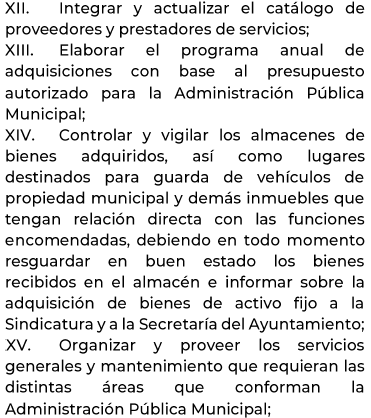 XII. Integrar y actualizar el catálogo de
proveedores y prestadores de servicios;
XIII. Elaborar el programa anual de
adquisiciones con base al presupuesto
autorizado para la Administración Pública
Municipal;
XIV. Controlar y vigilar los almacenes de
bienes adquiridos, así como lugares
destinados para guarda de vehículos de
propiedad municipal y demás inmuebles que
tengan relación directa con las funciones
encomendadas, debiendo en todo momento
resguardar en buen estado los bienes
recibidos en el almacén e informar sobre la
adquisición de bienes de activo fijo a la
Sindicatura y a la Secretaría del Ayuntamiento;
XV. Organizar y proveer los servicios
generales y mantenimiento que requieran las
distintas áreas que conforman la
Administración Pública Municipal;